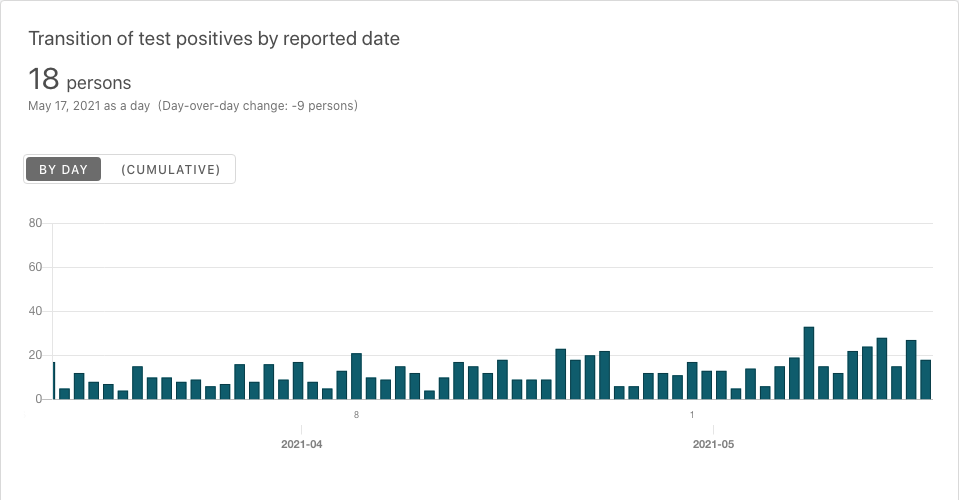 Transition of test positives by reported date
18 persons
May 17, 2021 as a day (Day-over-day change: -9 persons)
BY DAY (CUMULATIVE)
80
60
40
20
0
8 1
2021-04 2021-05